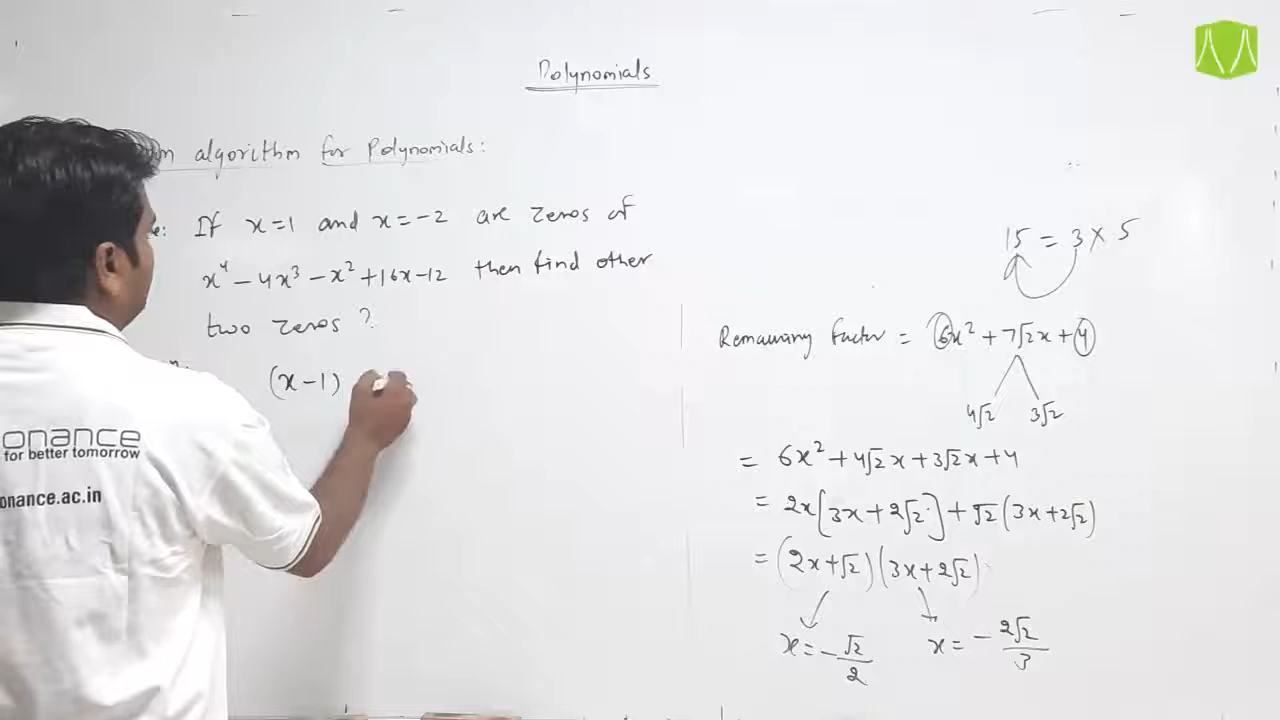 Polynomials
algorithm for Polynomials:
If x=1 and x=-2 are zeros of
x⁴ - 4x³ - x² + 16x - 12 then find other
two zeros ?
(x-1)
onance
for better tomorrow
onance.ac.in
15 = 3 × 5
Remaining factor = 6x² + 7√2x + 4
4√2 3√2
= 6x² + 4√2x + 3√2x + 4
= 2x[3x + 2√2] + √2(3x + 2√2)
= (2x + √2)(3x + 2√2)
x = -√2/2 x = -2√2/3